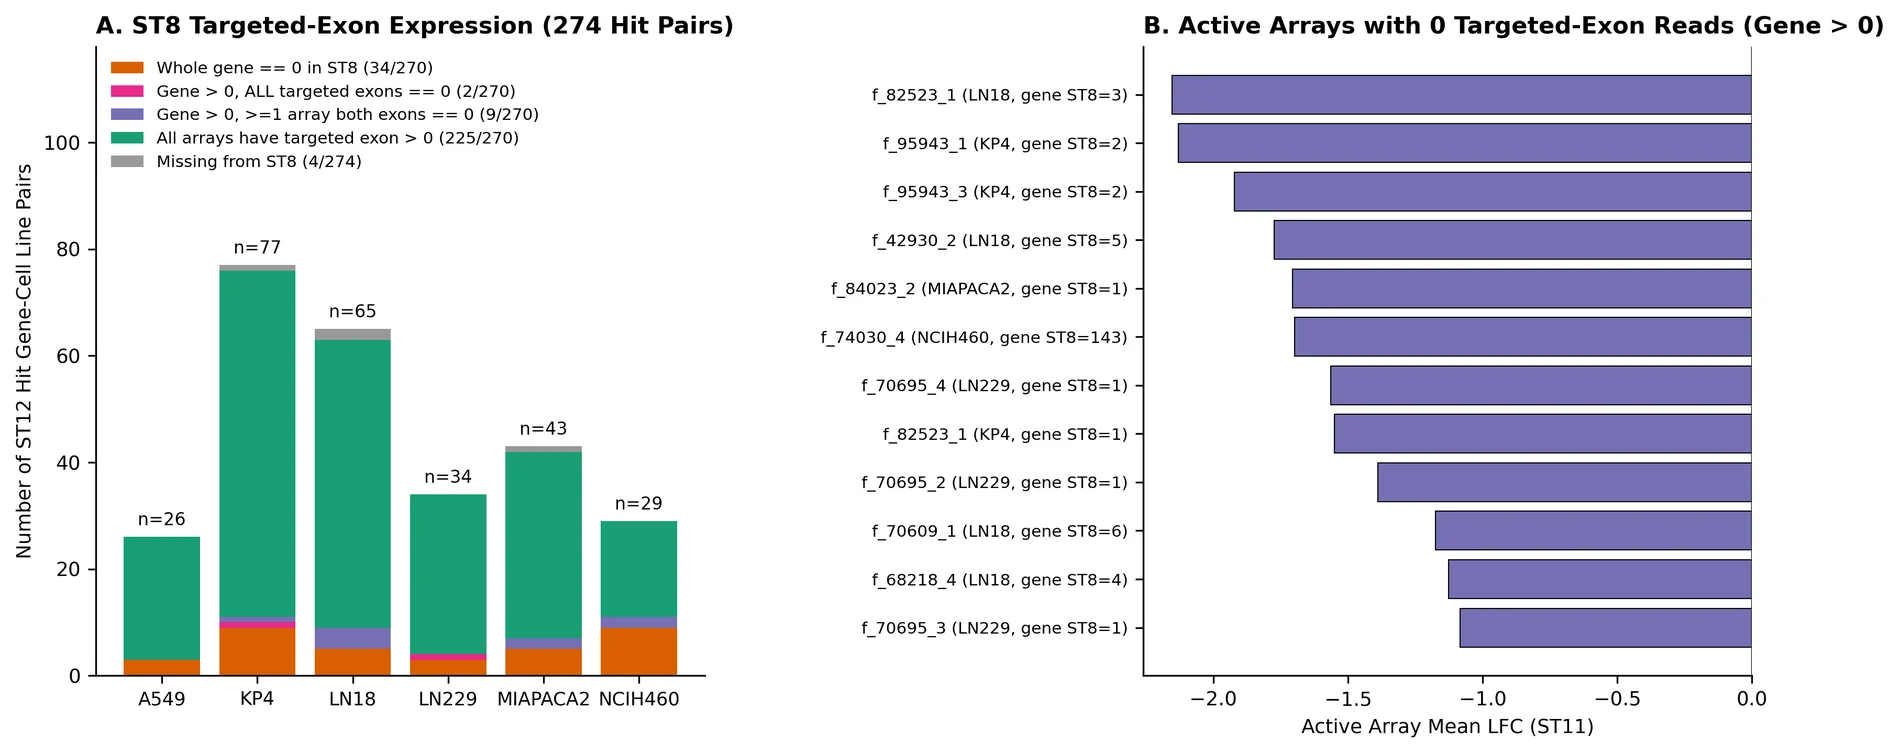 A. ST8 Targeted-Exon Expression (274 Hit Pairs)
Whole gene == 0 in ST8 (34/270)
Gene > 0, ALL targeted exons == 0 (2/270)
Gene > 0, >=1 array both exons == 0 (9/270)
All arrays have targeted exon > 0 (225/270)
Missing from ST8 (4/274)
Number of ST12 Hit Gene-Cell Line Pairs
100
80
60
40
20
0
n=26
n=77
n=65
n=34
n=43
n=29
A549 KP4 LN18 LN229 MIAPACA2 NCIH460
B. Active Arrays with 0 Targeted-Exon Reads (Gene > 0)
f_82523_1 (LN18, gene ST8=3)
f_95943_1 (KP4, gene ST8=2)
f_95943_3 (KP4, gene ST8=2)
f_42930_2 (LN18, gene ST8=5)
f_84023_2 (MIAPACA2, gene ST8=1)
f_74030_4 (NCIH460, gene ST8=143)
f_70695_4 (LN229, gene ST8=1)
f_82523_1 (KP4, gene ST8=1)
f_70695_2 (LN229, gene ST8=1)
f_70609_1 (LN18, gene ST8=6)
f_68218_4 (LN18, gene ST8=4)
f_70695_3 (LN229, gene ST8=1)
−2.0 −1.5 −1.0 −0.5 0.0
Active Array Mean LFC (ST11)